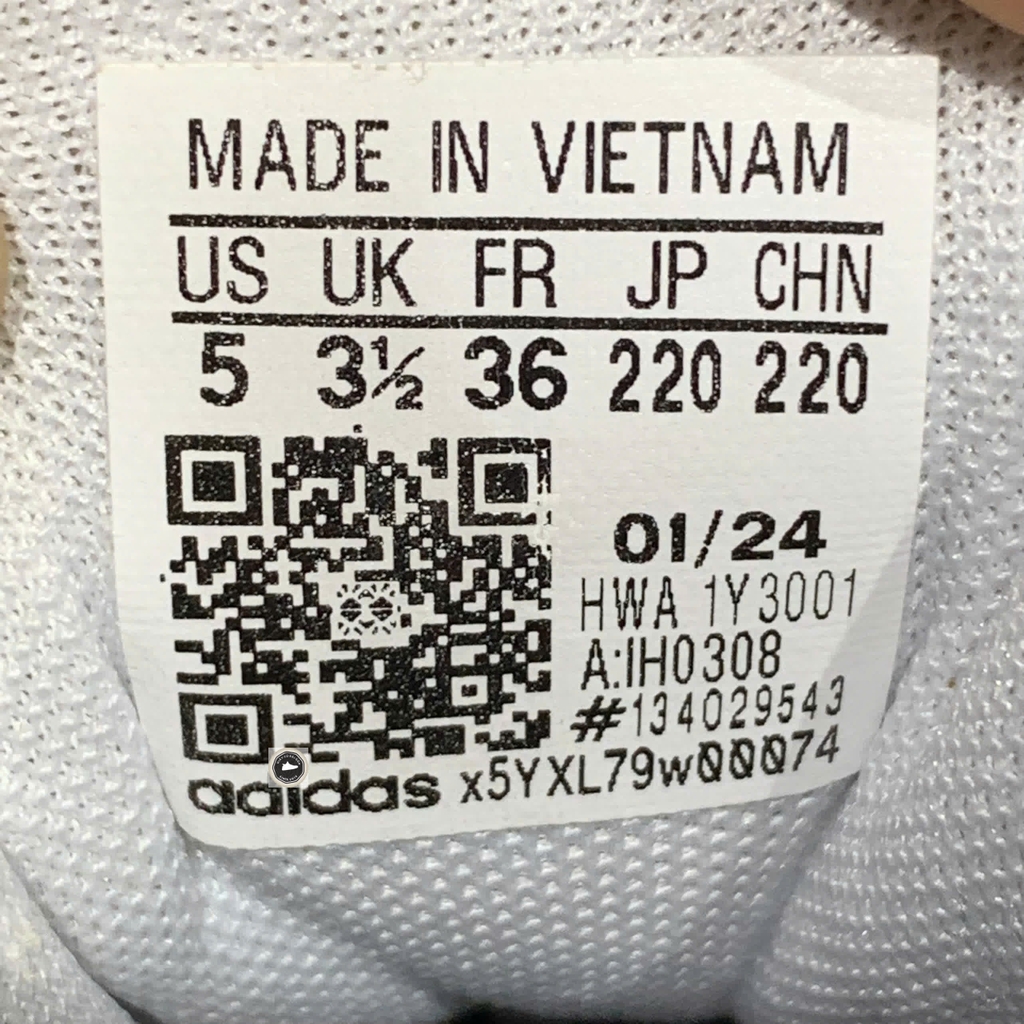 MADE IN VIETNAM
US UK FR JP CHN
5 3½ 36 220 220
01/24
HWA 1Y3001
A:IH0308
#134029543
adidas x5YXL79w00074